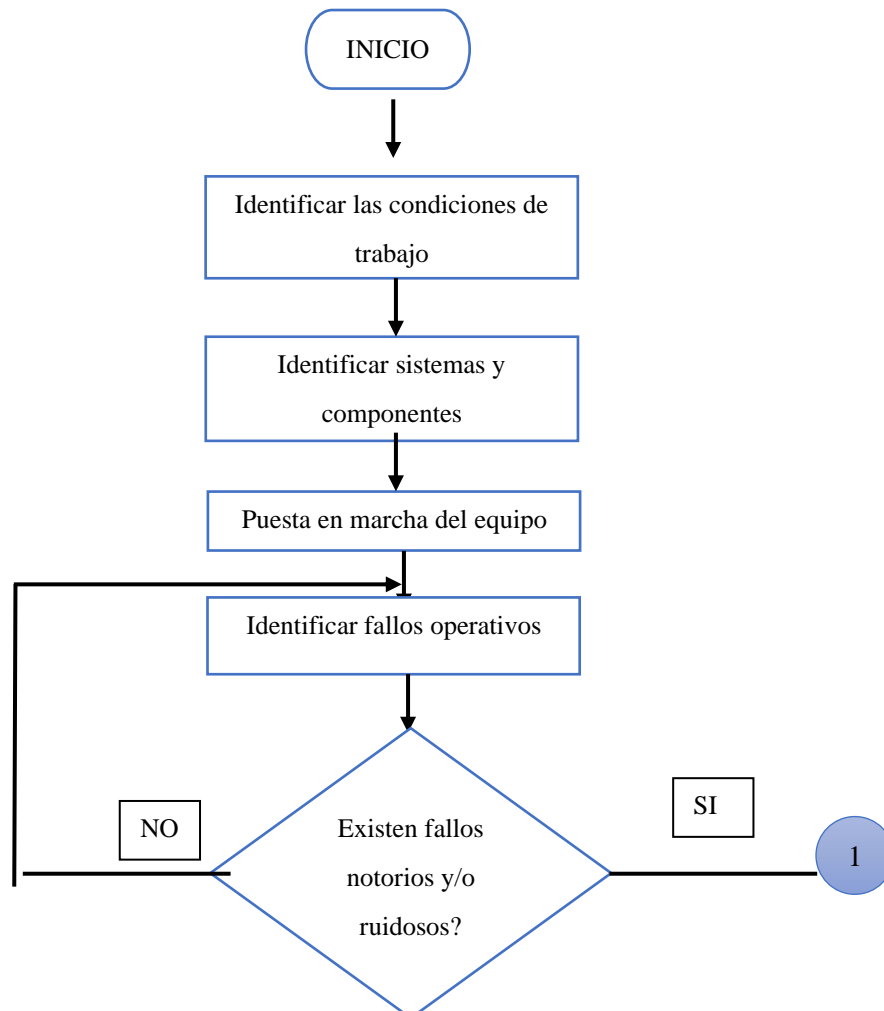 INICIO
Identificar las condiciones de
trabajo
Identificar sistemas y
componentes
Puesta en marcha del equipo
Identificar fallos operativos
NO
SI
Existen fallos
notorios y/o
ruidosos?
1